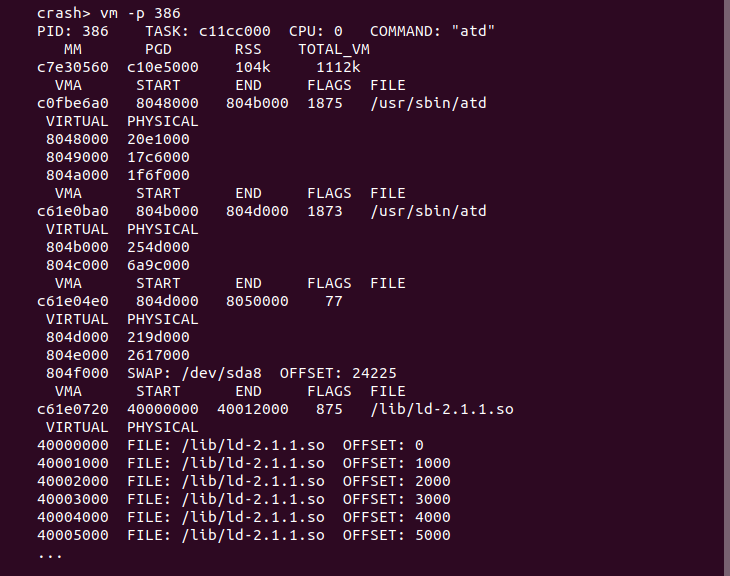 crash> vm -p 386
PID: 386    TASK: c11cc000  CPU: 0   COMMAND: "atd"
   MM       PGD       RSS    TOTAL_VM
c7e30560  c10e5000    104k     1112k
  VMA      START      END     FLAGS  FILE
c0fbe6a0   8048000   804b000  1875   /usr/sbin/atd
 VIRTUAL  PHYSICAL
 8048000  20e1000
 8049000  17c6000
 804a000  1f6f000
  VMA      START      END     FLAGS  FILE
c61e0ba0   804b000   804d000  1873   /usr/sbin/atd
 VIRTUAL  PHYSICAL
 804b000  254d000
 804c000  6a9c000
  VMA      START      END     FLAGS  FILE
c61e04e0   804d000   8050000    77
 VIRTUAL  PHYSICAL
 804d000  219d000
 804e000  2617000
 804f000  SWAP: /dev/sda8  OFFSET: 24225
  VMA      START      END     FLAGS  FILE
c61e0720  40000000  40012000   875   /lib/ld-2.1.1.so
 VIRTUAL  PHYSICAL
40000000  FILE: /lib/ld-2.1.1.so  OFFSET: 0
40001000  FILE: /lib/ld-2.1.1.so  OFFSET: 1000
40002000  FILE: /lib/ld-2.1.1.so  OFFSET: 2000
40003000  FILE: /lib/ld-2.1.1.so  OFFSET: 3000
40004000  FILE: /lib/ld-2.1.1.so  OFFSET: 4000
40005000  FILE: /lib/ld-2.1.1.so  OFFSET: 5000
...